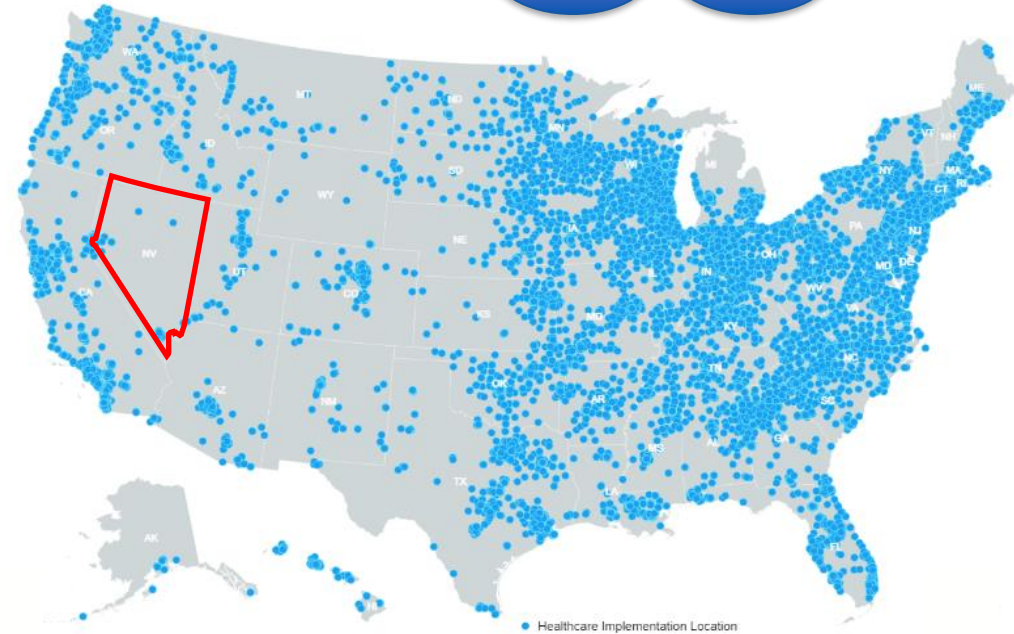 WA
MT
ND
MN
ME
OR
ID
SD
WI
MI
VT
NH
WY
NY
MA
RI
CT
IA
NE
PA
NV
UT
CO
IL
IN
OH
NJ
MD
DE
CA
KS
MO
WV
VA
KY
AZ
NM
OK
AR
TN
NC
SC
MS
AL
GA
TX
LA
FL
AK
HI
Healthcare Implementation Location